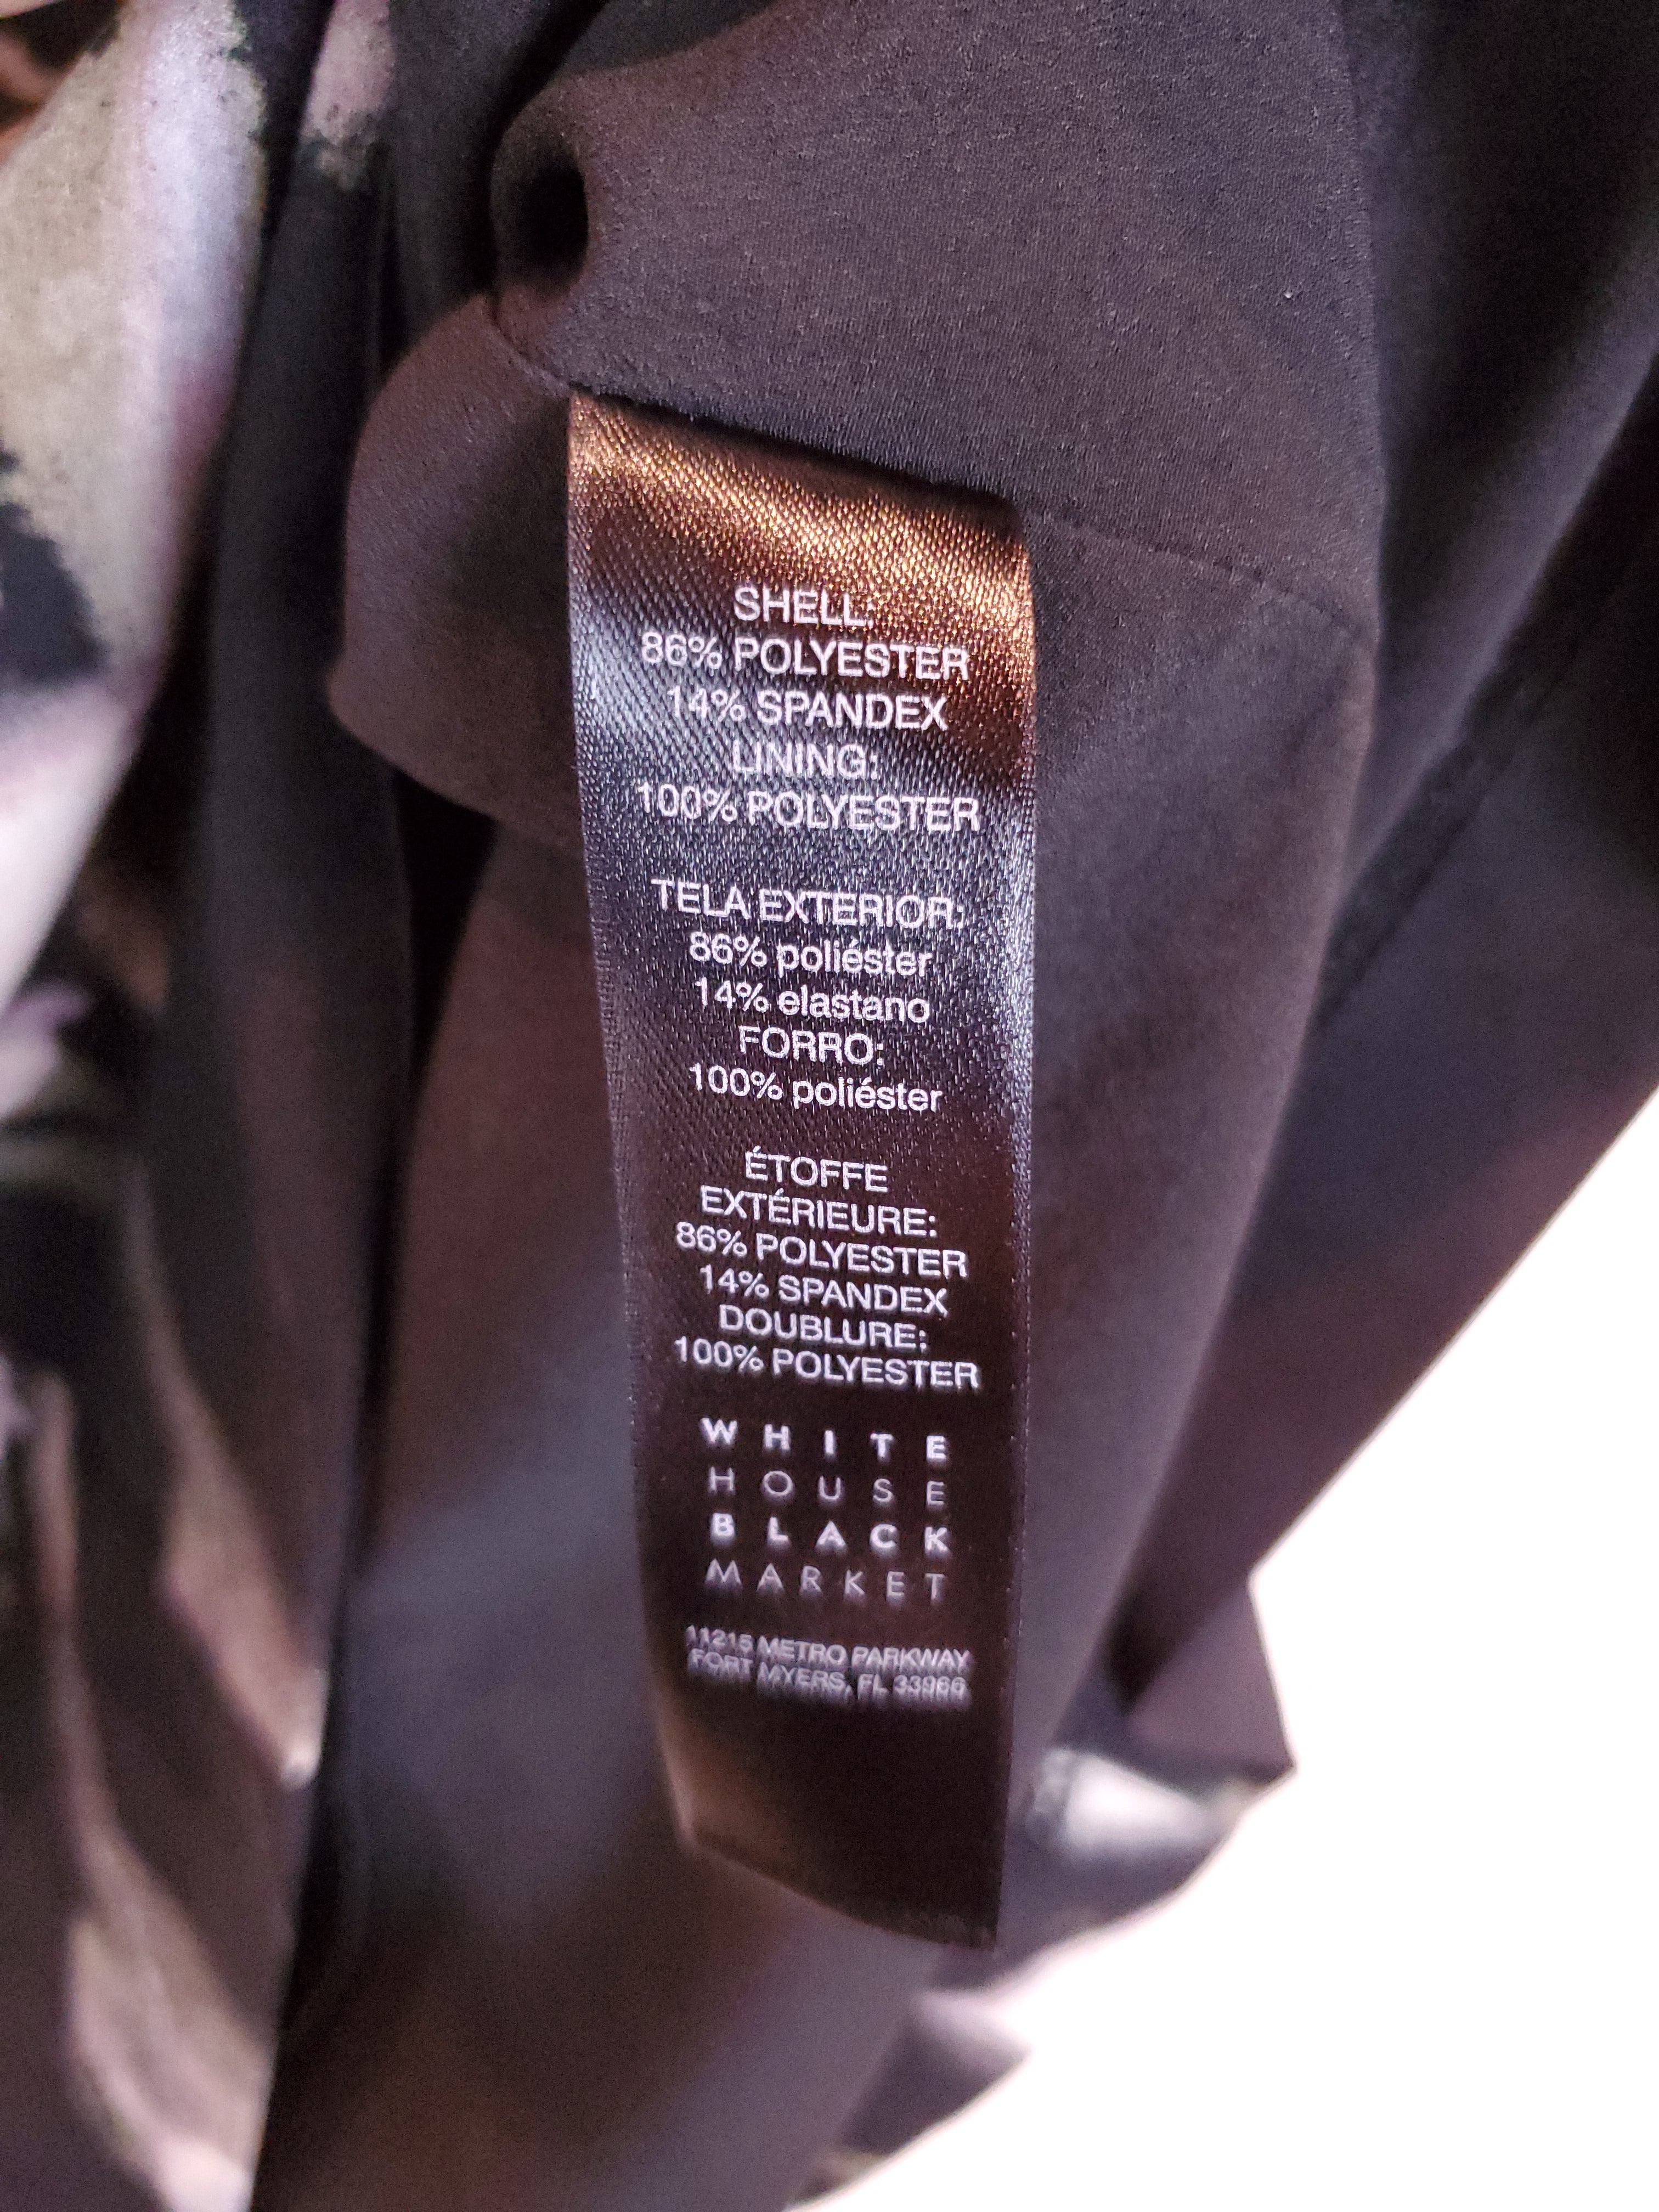 SHELL:
86% POLYESTER
14% SPANDEX
LINING:
100% POLYESTER
TELA EXTERIOR:
86% poliéster
14% elastano
FORRO:
100% poliéster
ÉTOFFE
EXTÉRIEURE:
86% POLYESTER
14% SPANDEX
DOUBLURE:
100% POLYESTER
WHITE
HOUSE
BLACK
MARKET
11215 METRO PARKWAY
FORT MYERS, FL 33966